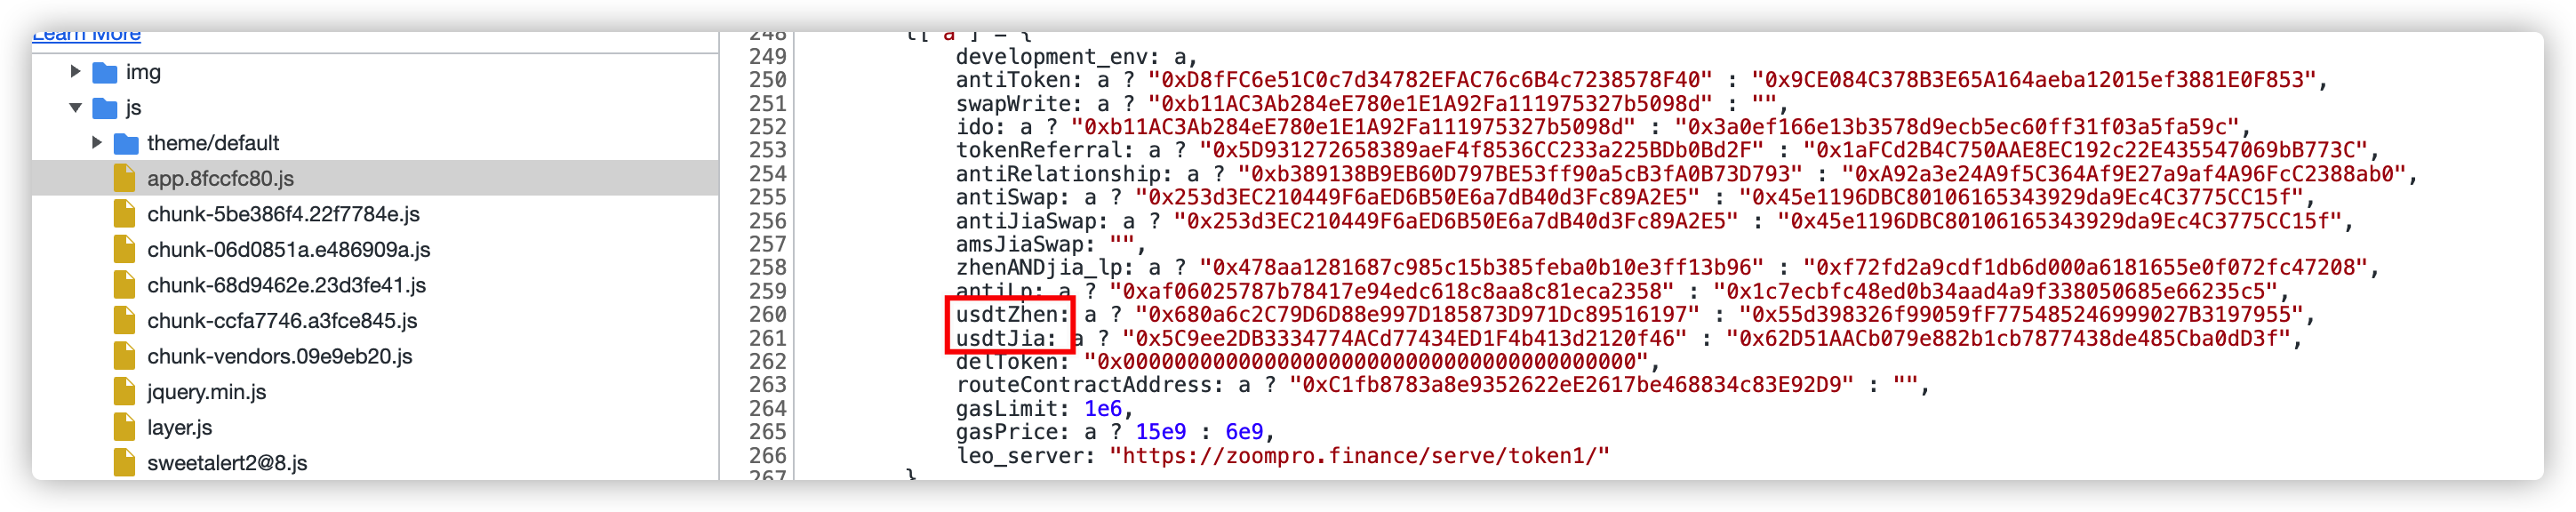 Learn More
img
js
theme/default
app.8fccfc80.js
chunk-5be386f4.22f7784e.js
chunk-06d0851a.e486909a.js
chunk-68d9462e.23d3fe41.js
chunk-ccfa7746.a3fce845.js
chunk-vendors.09e9eb20.js
jquery.min.js
layer.js
sweetalert2@8.js
248 t["a"] = {
249 development_env: a,
250 antiToken: a ? "0xD8fFC6e51C0c7d34782EFAC76c6B4c7238578F40" : "0x9CE084C378B3E65A164aeba12015ef3881E0F853",
251 swapWrite: a ? "0xb11AC3Ab284eE780e1E1A92Fa111975327b5098d" : "",
252 ido: a ? "0xb11AC3Ab284eE780e1E1A92Fa111975327b5098d" : "0x3a0ef166e13b3578d9ecb5ec60ff31f03a5fa59c",
253 tokenReferral: a ? "0x5D931272658389aeF4f8536CC233a225BDb0Bd2F" : "0x1aFCd2B4C750AAE8EC192c22E435547069bB773C",
254 antiRelationship: a ? "0xb389138B9EB60D797BE53ff90a5cB3fA0B73D793" : "0xA92a3e24A9f5C364Af9E27a9af4A96FcC2388ab0",
255 antiSwap: a ? "0x253d3EC210449F6aED6B50E6a7dB40d3Fc89A2E5" : "0x45e1196DBC80106165343929da9Ec4C3775CC15f",
256 antiJiaSwap: a ? "0x253d3EC210449F6aED6B50E6a7dB40d3Fc89A2E5" : "0x45e1196DBC80106165343929da9Ec4C3775CC15f",
257 amsJiaSwap: "",
258 zhenANDjia_lp: a ? "0x478aa1281687c985c15b385feba0b10e3ff13b96" : "0xf72fd2a9cdf1db6d000a6181655e0f072fc47208",
259 antiLp: a ? "0xaf06025787b78417e94edc618c8aa8c81eca2358" : "0x1c7ecbfc48ed0b34aad4a9f338050685e66235c5",
260 usdtZhen: a ? "0x680a6c2C79D6D88e997D185873D971Dc89516197" : "0x55d398326f99059fF775485246999027B3197955",
261 usdtJia: a ? "0x5C9ee2DB3334774ACd77434ED1F4b413d2120f46" : "0x62D51AACb079e882b1cb7877438de485Cba0dD3f",
262 delToken: "0x0000000000000000000000000000000000000000",
263 routeContractAddress: a ? "0xC1fb8783a8e9352622eE2617be468834c83E92D9" : "",
264 gasLimit: 1e6,
265 gasPrice: a ? 15e9 : 6e9,
266 leo_server: "https://zoompro.finance/serve/token1/"
267 }